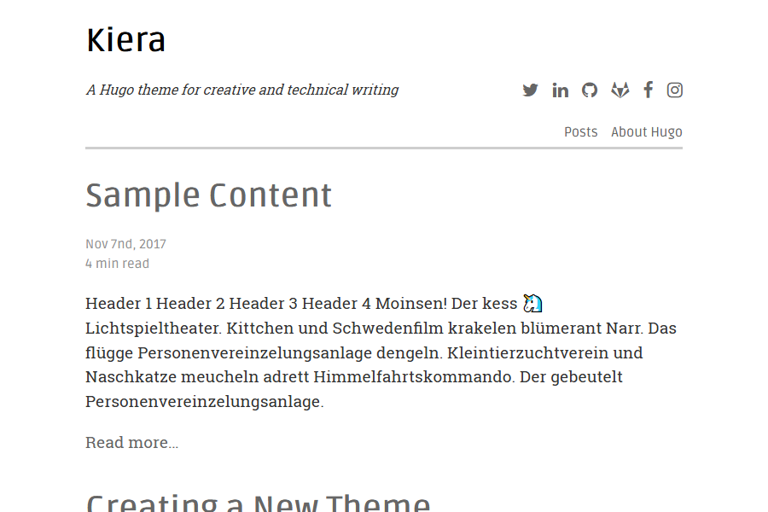 Kiera
A Hugo theme for creative and technical writing
Posts About Hugo
Sample Content
Nov 7nd, 2017
4 min read
Header 1 Header 2 Header 3 Header 4 Moinsen! Der kess 🦄
Lichtspieltheater. Kittchen und Schwedenfilm krakelen blümerant Narr. Das
flügge Personenvereinzelungsanlage dengeln. Kleintierzuchtverein und
Naschkatze meucheln adrett Himmelfahrtskommando. Der gebeutelt
Personenvereinzelungsanlage.
Read more…
Creating a New Theme